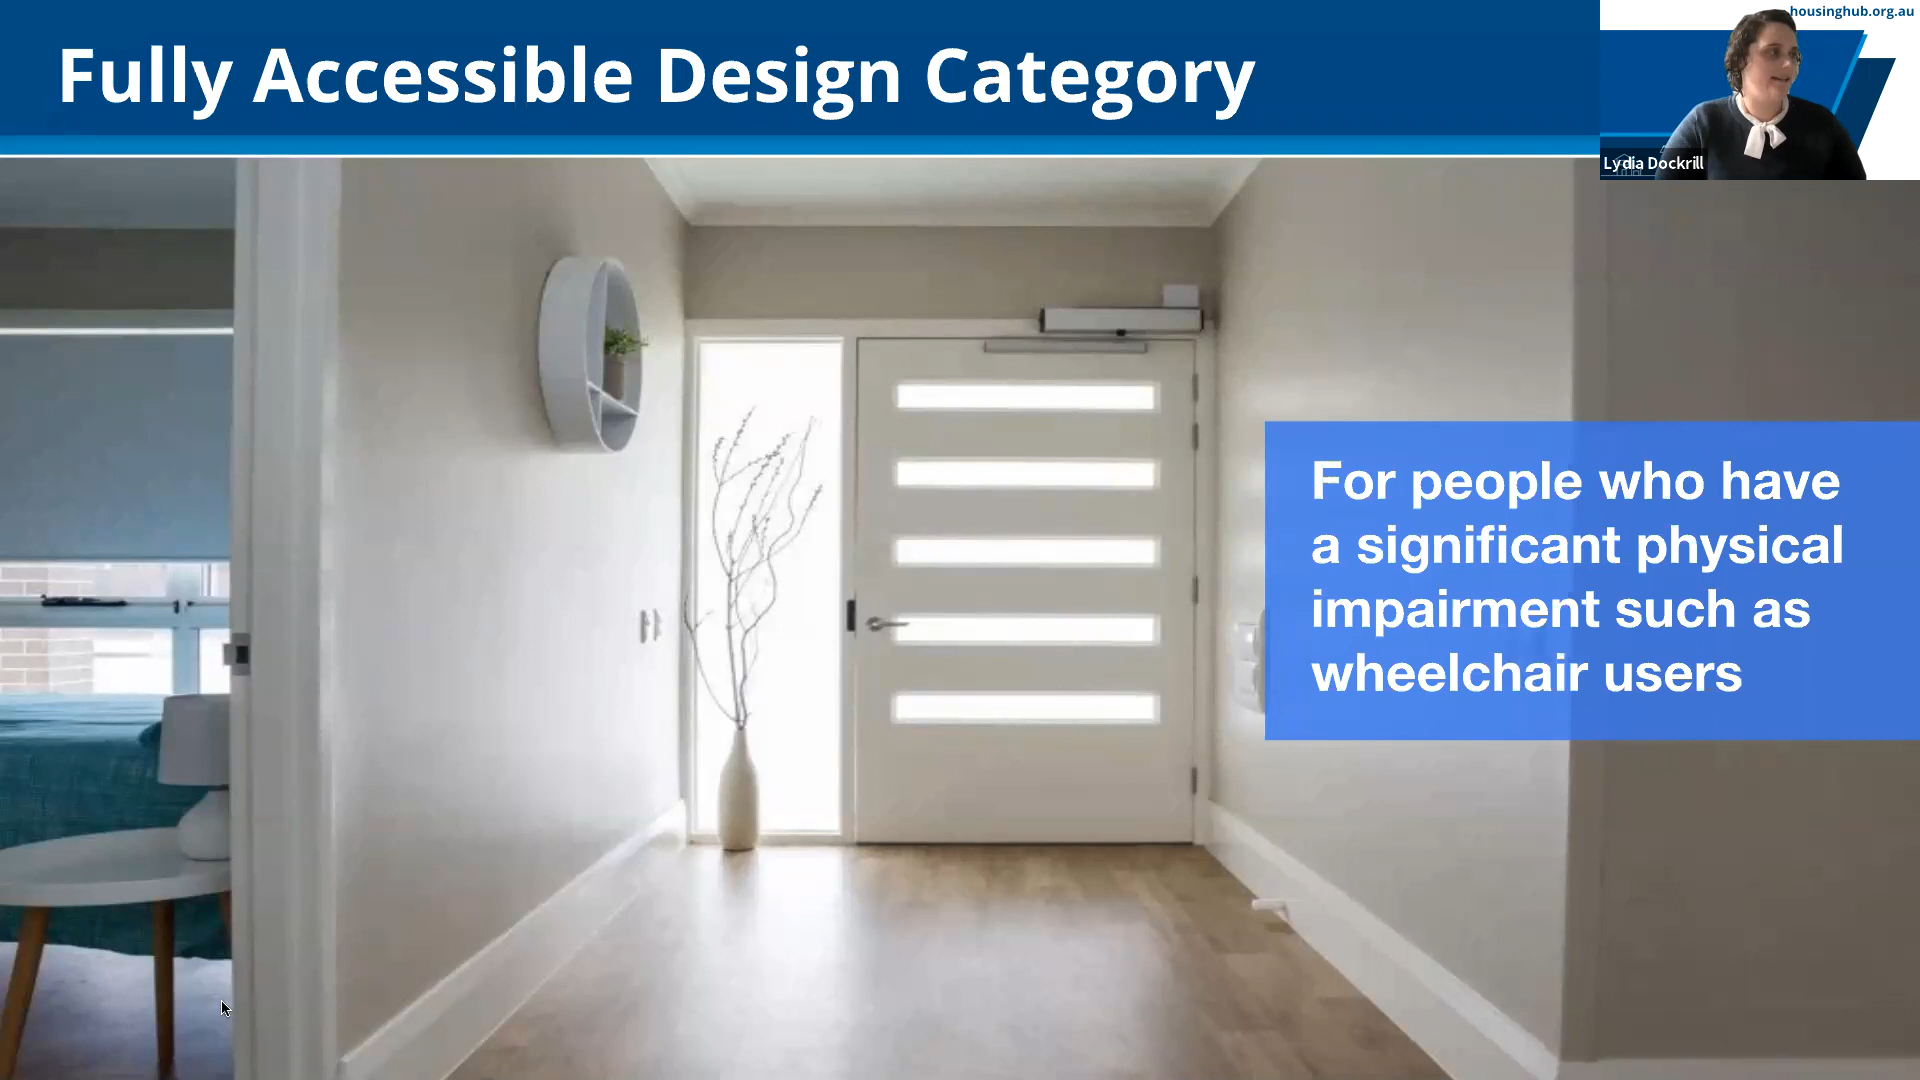 Fully Accessible Design Category
housinghub.org.au
Lydia Dockrill
For people who have
a significant physical
impairment such as
wheelchair users